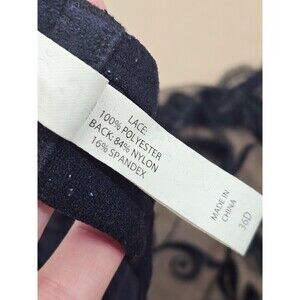 LACE:
100% POLYESTER
BACK: 84% NYLON
16% SPANDEX
MADE IN
CHINA
36D